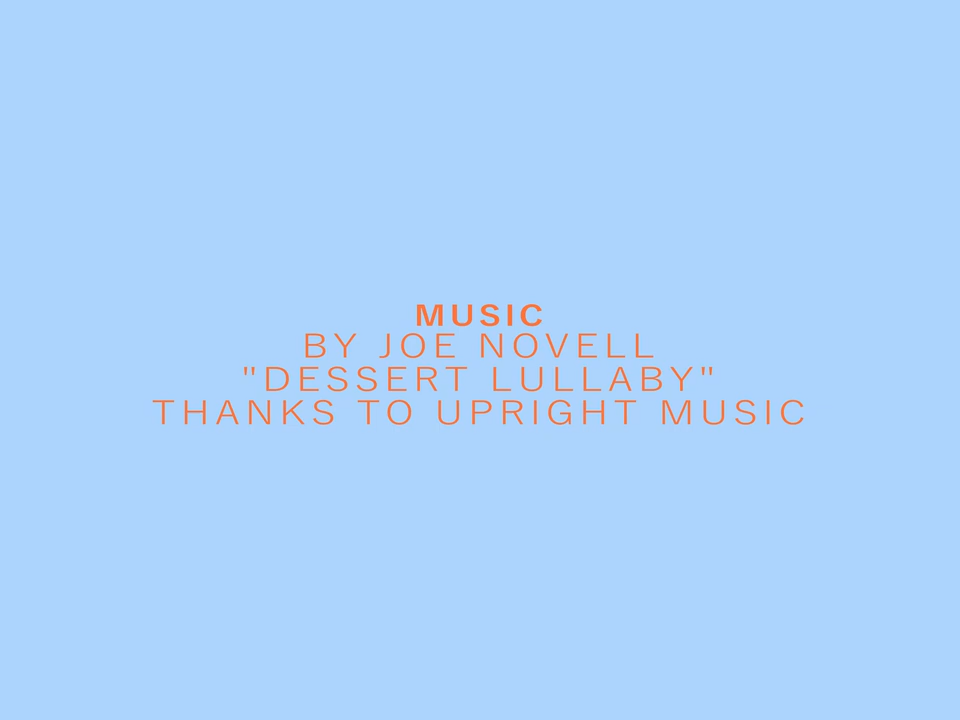 MUSIC
BY JOE NOVELL
"DESSERT LULLABY"
THANKS TO UPRIGHT MUSIC